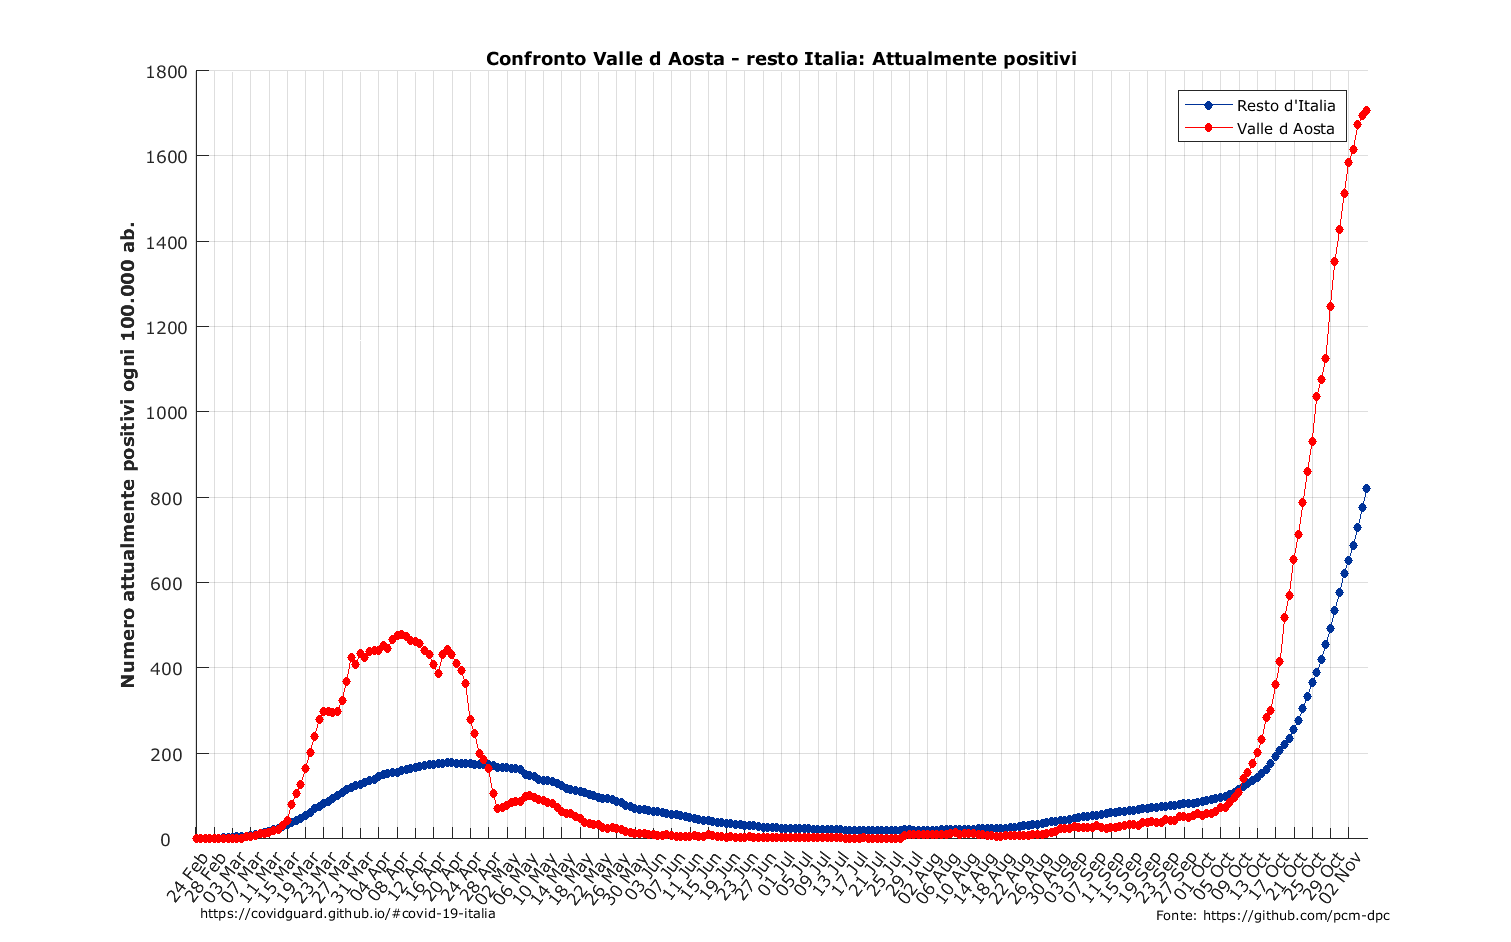 Confronto Valle d Aosta - resto Italia: Attualmente positivi
Numero attualmente positivi ogni 100.000 ab.
1800
1600
1400
1200
1000
800
600
400
200
0
Resto d'Italia
Valle d Aosta
24 Feb
28 Feb
03 Mar
07 Mar
11 Mar
15 Mar
19 Mar
23 Mar
27 Mar
31 Mar
04 Apr
08 Apr
12 Apr
16 Apr
20 Apr
24 Apr
28 Apr
02 May
06 May
10 May
14 May
18 May
22 May
26 May
30 May
03 Jun
07 Jun
11 Jun
15 Jun
19 Jun
23 Jun
27 Jun
01 Jul
05 Jul
09 Jul
13 Jul
17 Jul
21 Jul
25 Jul
29 Jul
02 Aug
06 Aug
10 Aug
14 Aug
18 Aug
22 Aug
26 Aug
30 Aug
03 Sep
07 Sep
11 Sep
15 Sep
19 Sep
23 Sep
27 Sep
01 Oct
05 Oct
09 Oct
13 Oct
17 Oct
21 Oct
25 Oct
29 Oct
02 Nov
https://covidguard.github.io/#covid-19-italia
Fonte: https://github.com/pcm-dpc